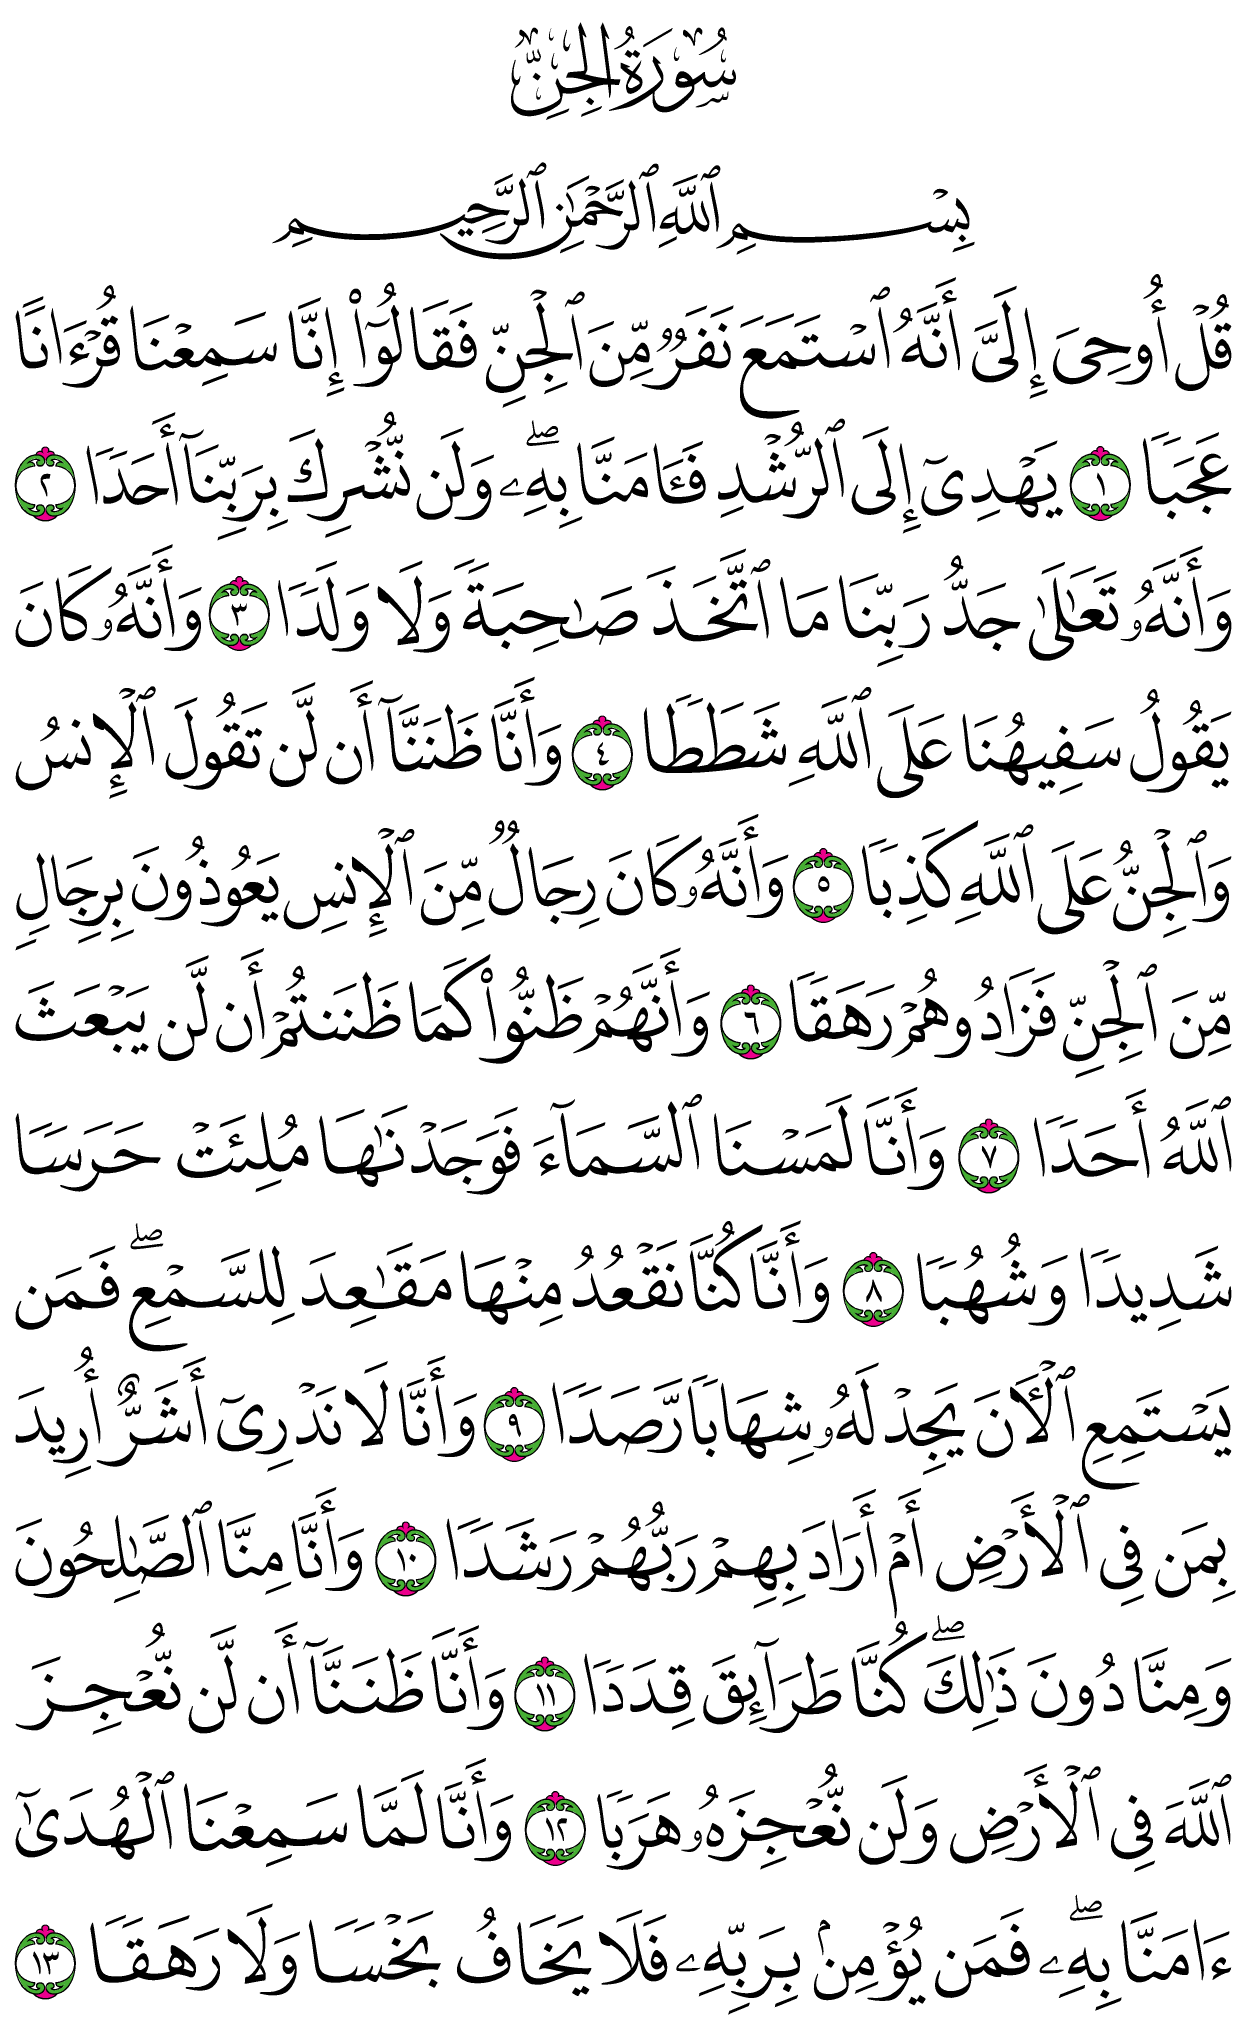 سُورَةُ الجِنِّ
بِسْمِ ٱللَّهِ ٱلرَّحْمَٰنِ ٱلرَّحِيمِ
قُلْ أُوحِىَ إِلَىَّ أَنَّهُ ٱسْتَمَعَ نَفَرٌ مِّنَ ٱلْجِنِّ فَقَالُوٓا۟ إِنَّا سَمِعْنَا قُرْءَانًا
عَجَبًا ١ يَهْدِىٓ إِلَى ٱلرُّشْدِ فَـَٔامَنَّا بِهِۦ ۖ وَلَن نُّشْرِكَ بِرَبِّنَآ أَحَدًا ٢
وَأَنَّهُۥ تَعَٰلَىٰ جَدُّ رَبِّنَا مَا ٱتَّخَذَ صَٰحِبَةً وَلَا وَلَدًا ٣ وَأَنَّهُۥ كَانَ
يَقُولُ سَفِيهُنَا عَلَى ٱللَّهِ شَطَطًا ٤ وَأَنَّا ظَنَنَّآ أَن لَّن تَقُولَ ٱلْإِنسُ
وَٱلْجِنُّ عَلَى ٱللَّهِ كَذِبًا ٥ وَأَنَّهُۥ كَانَ رِجَالٌ مِّنَ ٱلْإِنسِ يَعُوذُونَ بِرِجَالٍ
مِّنَ ٱلْجِنِّ فَزَادُوهُمْ رَهَقًا ٦ وَأَنَّهُمْ ظَنُّوا۟ كَمَا ظَنَنتُمْ أَن لَّن يَبْعَثَ
ٱللَّهُ أَحَدًا ٧ وَأَنَّا لَمَسْنَا ٱلسَّمَآءَ فَوَجَدْنَٰهَا مُلِئَتْ حَرَسًا
شَدِيدًا وَشُهُبًا ٨ وَأَنَّا كُنَّا نَقْعُدُ مِنْهَا مَقَٰعِدَ لِلسَّمْعِ ۖ فَمَن
يَسْتَمِعِ ٱلْـَٔانَ يَجِدْ لَهُۥ شِهَابًا رَّصَدًا ٩ وَأَنَّا لَا نَدْرِىٓ أَشَرٌّ أُرِيدَ
بِمَن فِى ٱلْأَرْضِ أَمْ أَرَادَ بِهِمْ رَبُّهُمْ رَشَدًا ١٠ وَأَنَّا مِنَّا ٱلصَّٰلِحُونَ
وَمِنَّا دُونَ ذَٰلِكَ ۖ كُنَّا طَرَآئِقَ قِدَدًا ١١ وَأَنَّا ظَنَنَّآ أَن لَّن نُّعْجِزَ
ٱللَّهَ فِى ٱلْأَرْضِ وَلَن نُّعْجِزَهُۥ هَرَبًا ١٢ وَأَنَّا لَمَّا سَمِعْنَا ٱلْهُدَىٰٓ
ءَامَنَّا بِهِۦ ۖ فَمَن يُؤْمِنۢ بِرَبِّهِۦ فَلَا يَخَافُ بَخْسًا وَلَا رَهَقًا ١٣